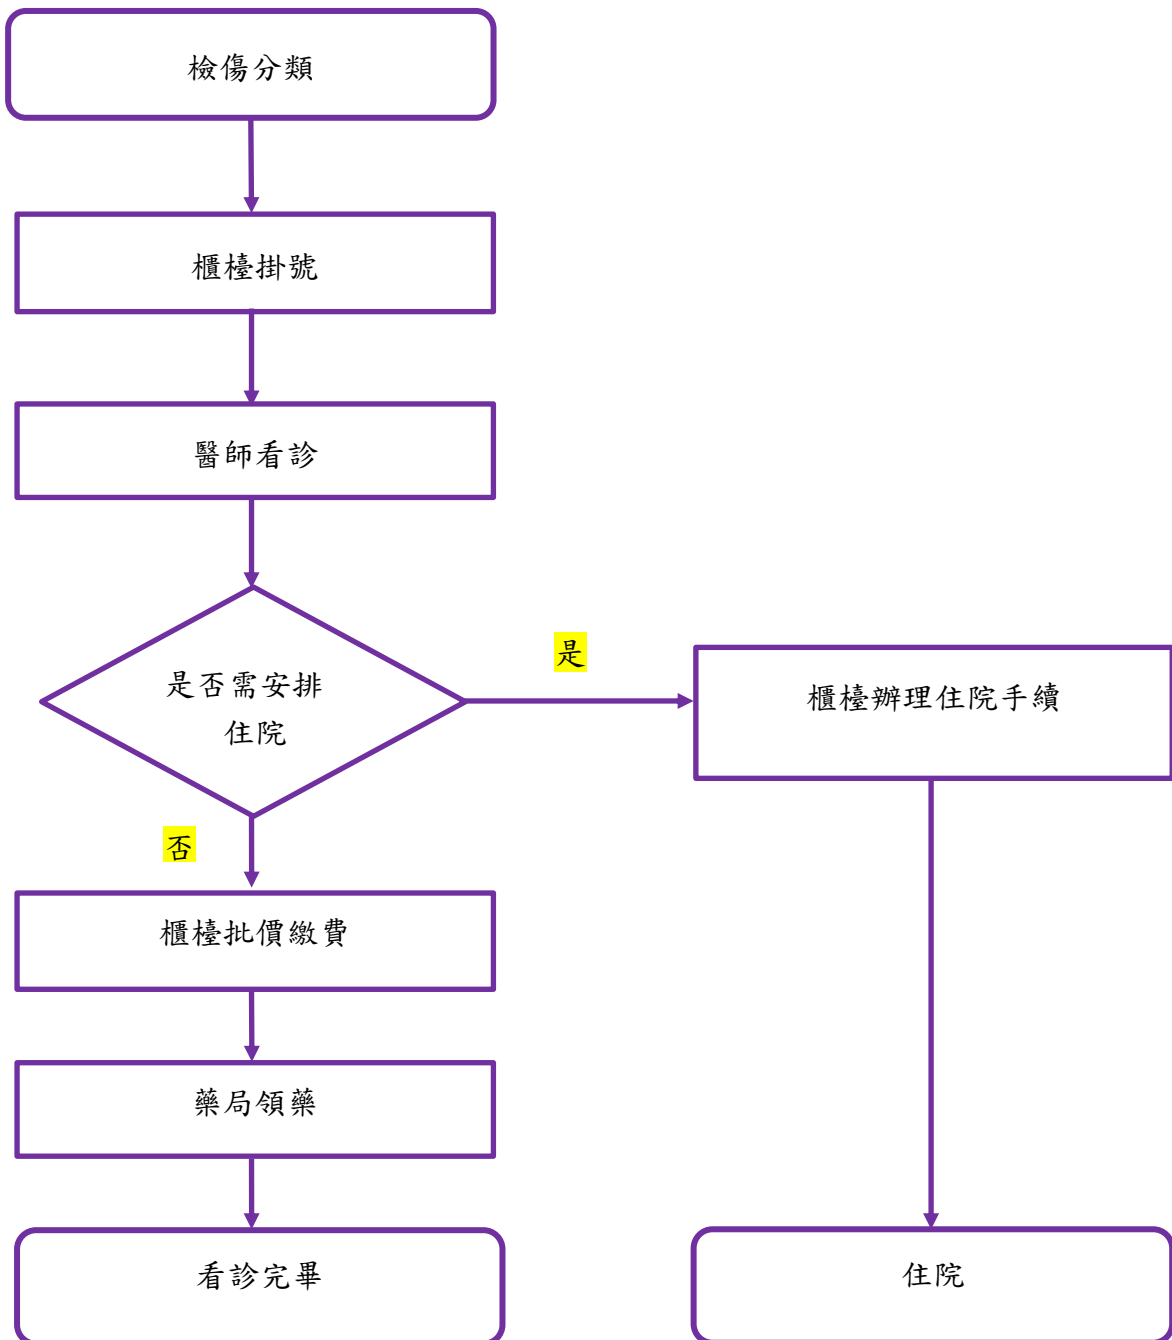 檢傷分類
櫃檯掛號
醫師看診
是否需安排
住院
是
櫃檯辦理住院手續
否
櫃檯批價繳費
藥局領藥
看診完畢
住院